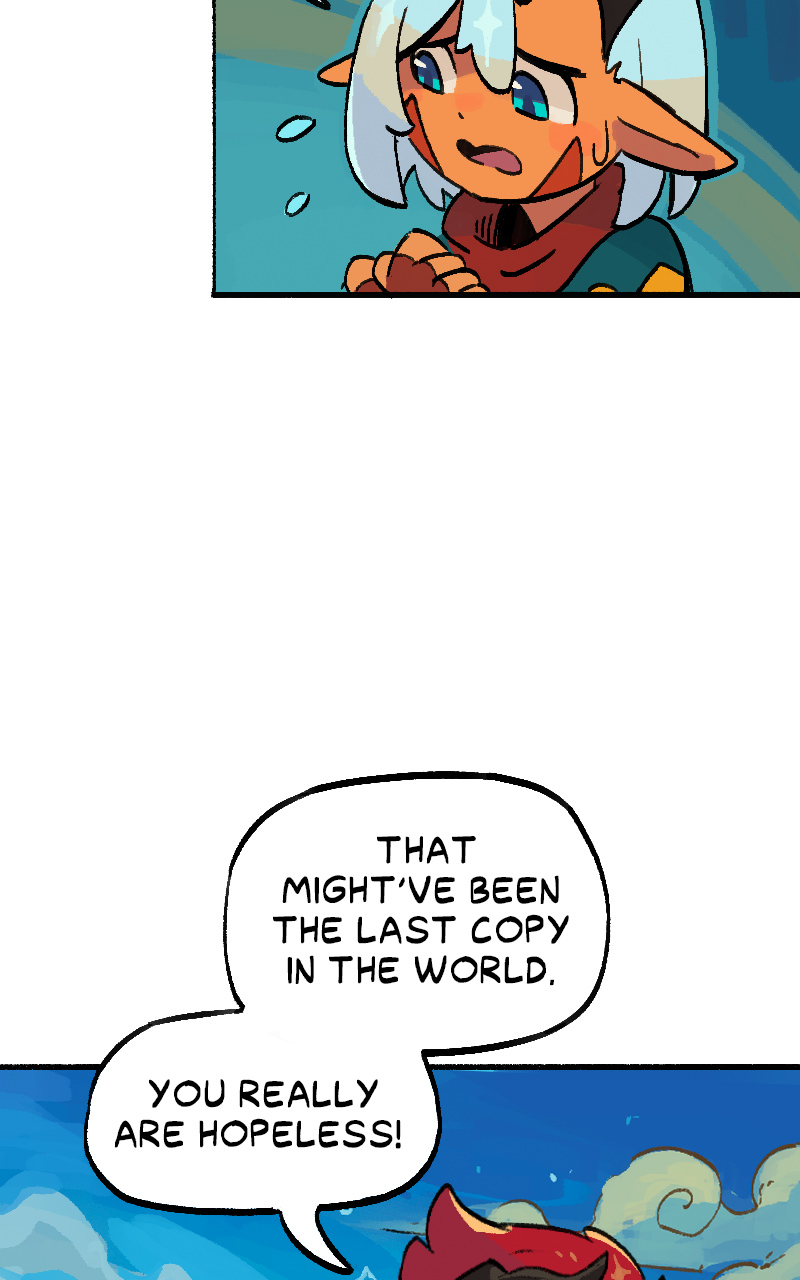 THAT
MIGHT'VE BEEN
THE LAST COPY
IN THE WORLD.
YOU REALLY
ARE HOPELESS!